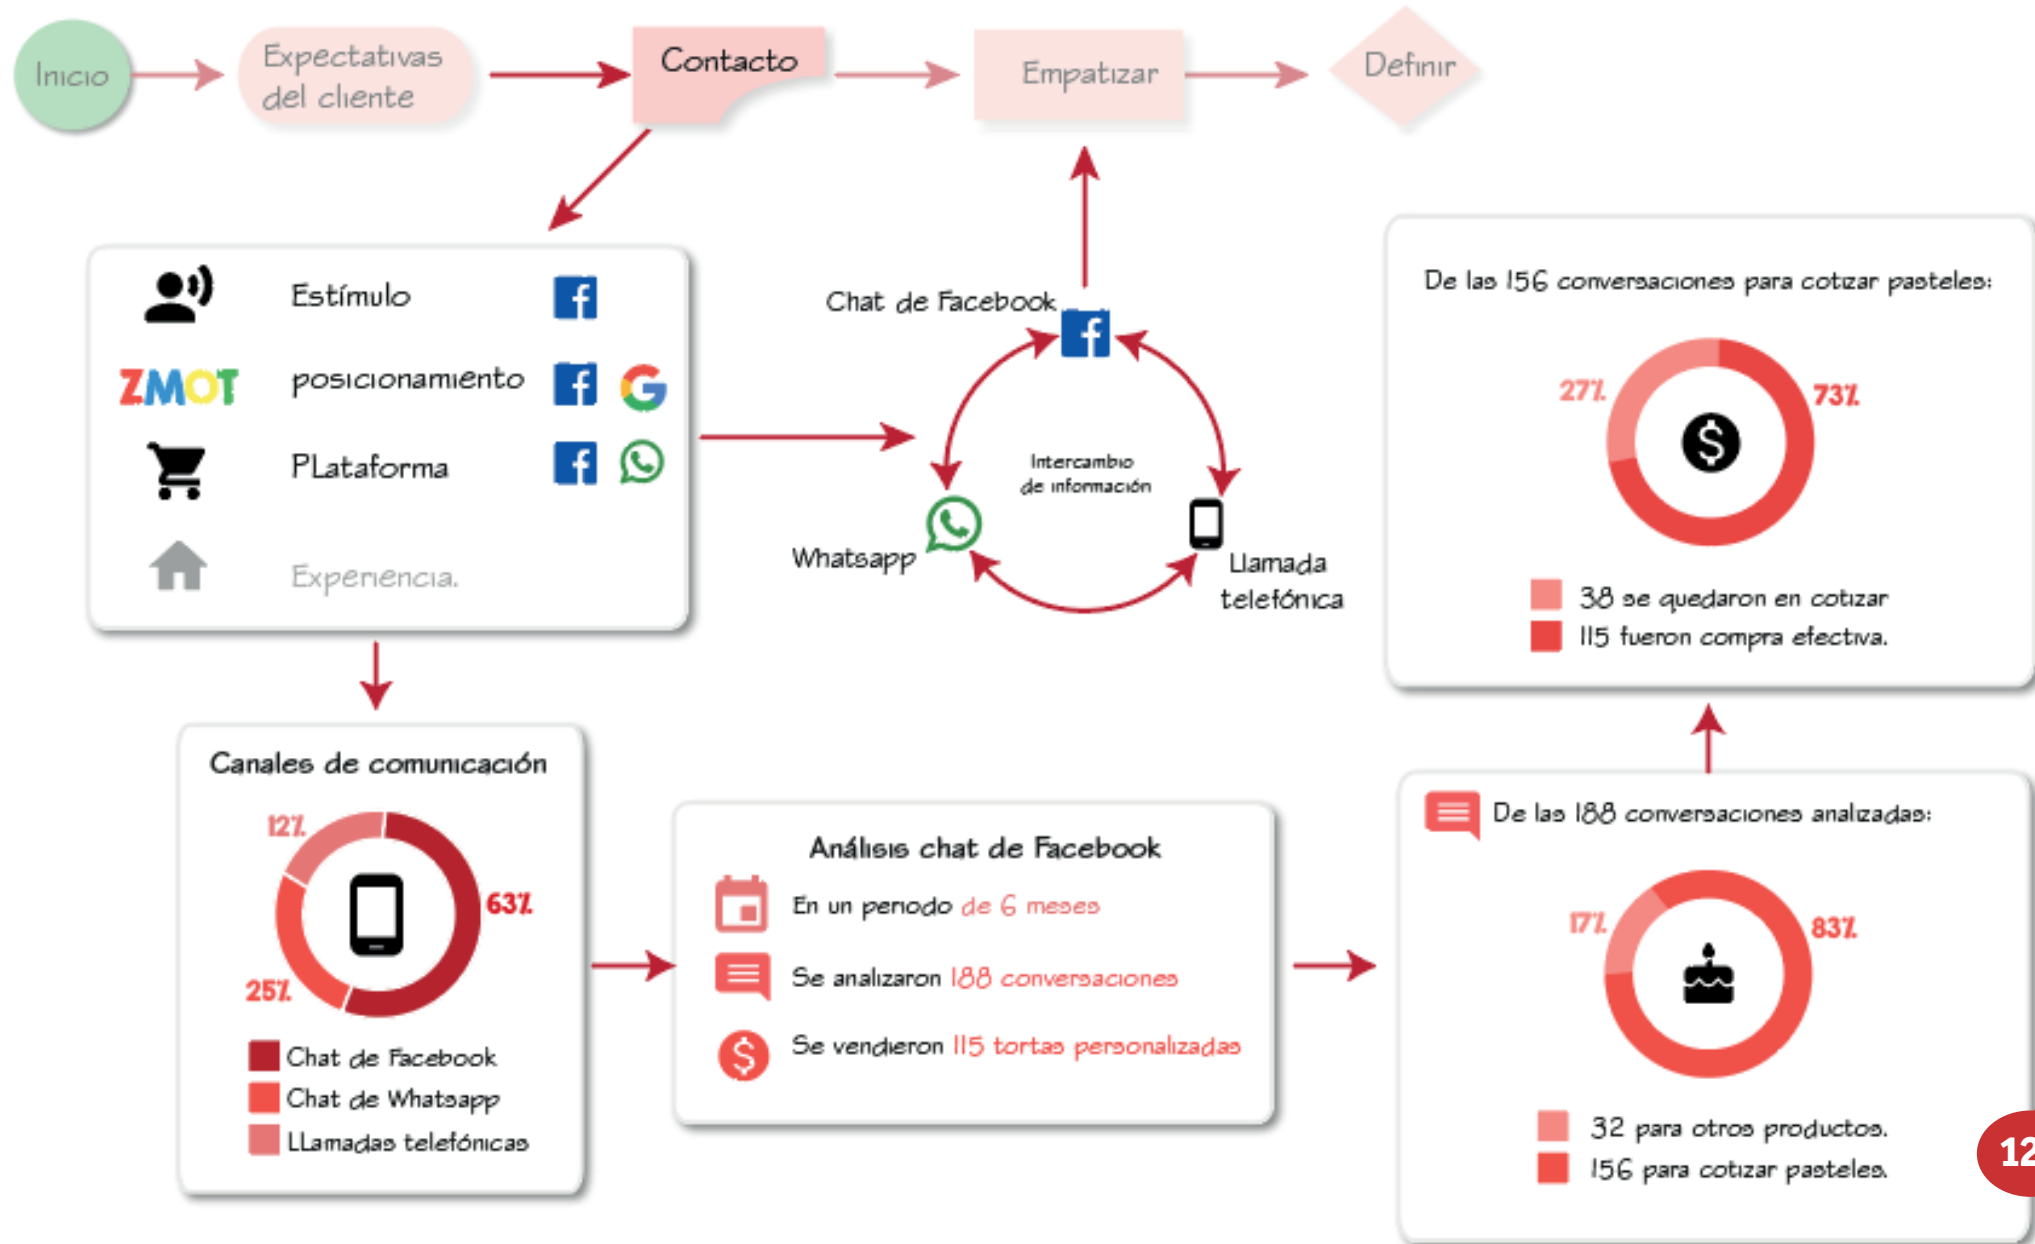 Inicio
Expectativas
del cliente
Contacto
Empatizar
Definir
Estímulo
ZMOT
posicionamiento
PLataforma
Experiencia.
Chat de Facebook
Intercambio
de información
Whatsapp
Llamada
telefónica
De las 156 conversaciones para cotizar pasteles:
27%
73%
38 se quedaron en cotizar
115 fueron compra efectiva.
Canales de comunicación
12%
63%
25%
Chat de Facebook
Chat de Whatsapp
LLamadas telefónicas
Análisis chat de Facebook
En un periodo de 6 meses
Se analizaron 188 conversaciones
Se vendieron 115 tortas personalizadas
De las 188 conversaciones analizadas:
17%
83%
32 para otros productos.
156 para cotizar pasteles.
12